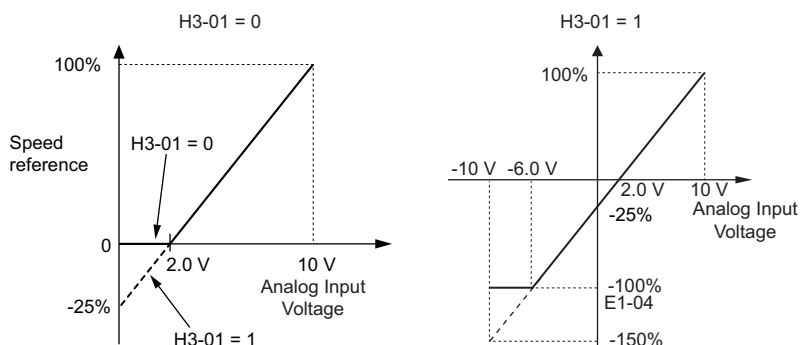 H3-01 = 0
100%
Speed
reference
H3-01 = 0
0
2.0 V
10 V
Analog Input
Voltage
-25%
H3-01 = 1
H3-01 = 1
100%
-10 V
-6.0 V
2.0 V
10 V
Analog Input
Voltage
-25%
-100%
E1-04
-150%